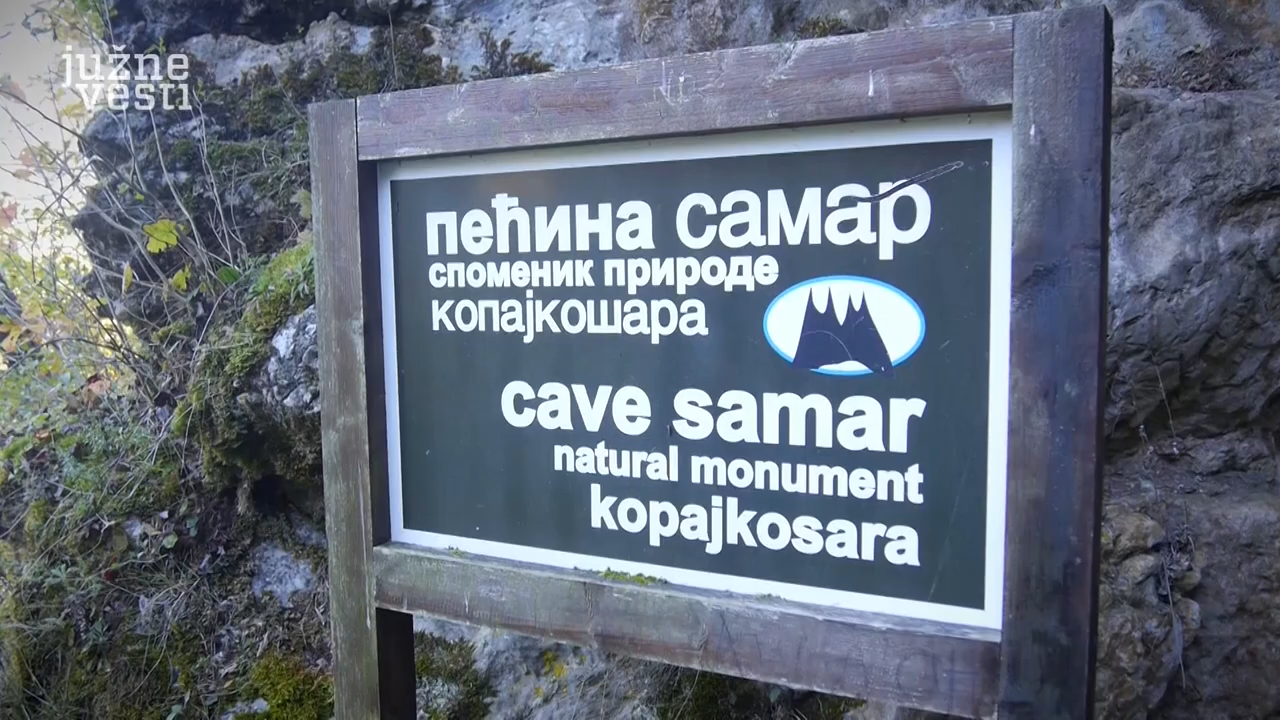 južne
vesti
пећина самар
споменик природе
копајкошара
cave samar
natural monument
kopajkosara